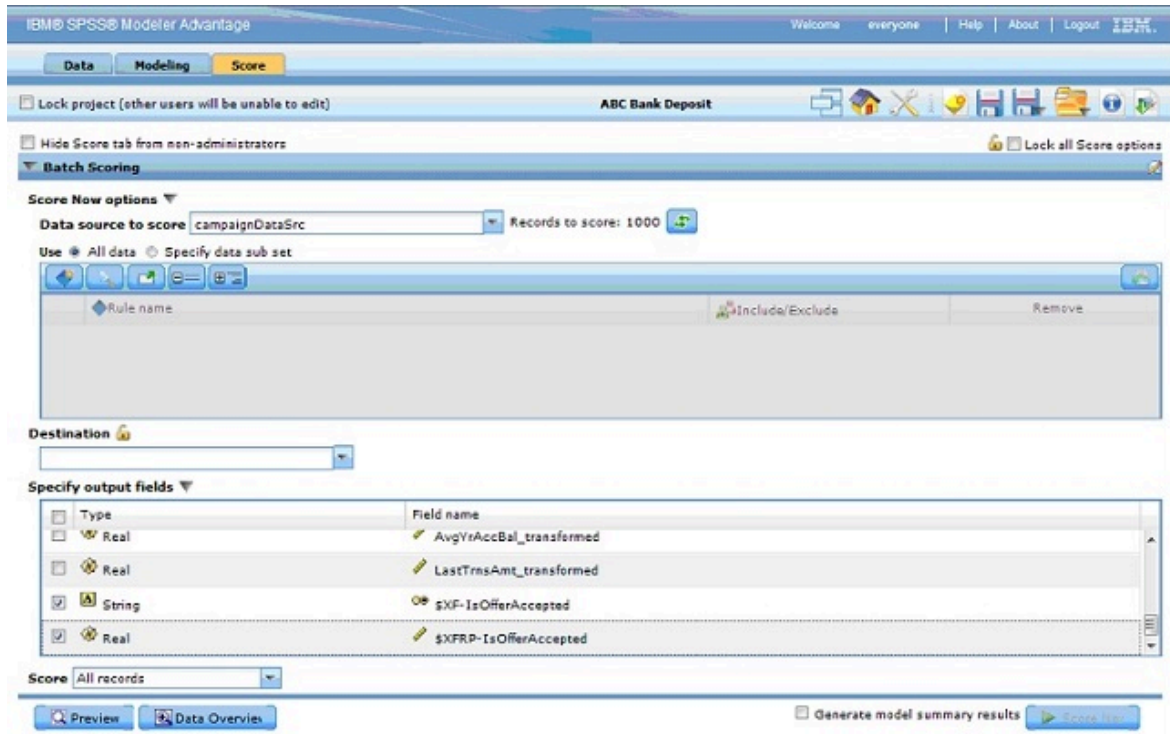 IBM® SPSS® Modeler Advantage Welcome everyone | Help | About | Logout IBM.
Data Modeling Score
Lock project (other users will be unable to edit) ABC Bank Deposit
Hide Score tab from non-administrators Lock all Score options
Batch Scoring
Score Now options
Data source to score campaignDataSrc Records to score: 1000
Use All data Specify data sub set
Rule name Include/Exclude Remove
Destination
Specify output fields
Type Field name
Real AvgYrAccBal_transformed
Real LastTrnsAmt_transformed
String $XF-IsOfferAccepted
Real $XFRP-IsOfferAccepted
Score All records
Preview Data Overview Generate model summary results Score Now